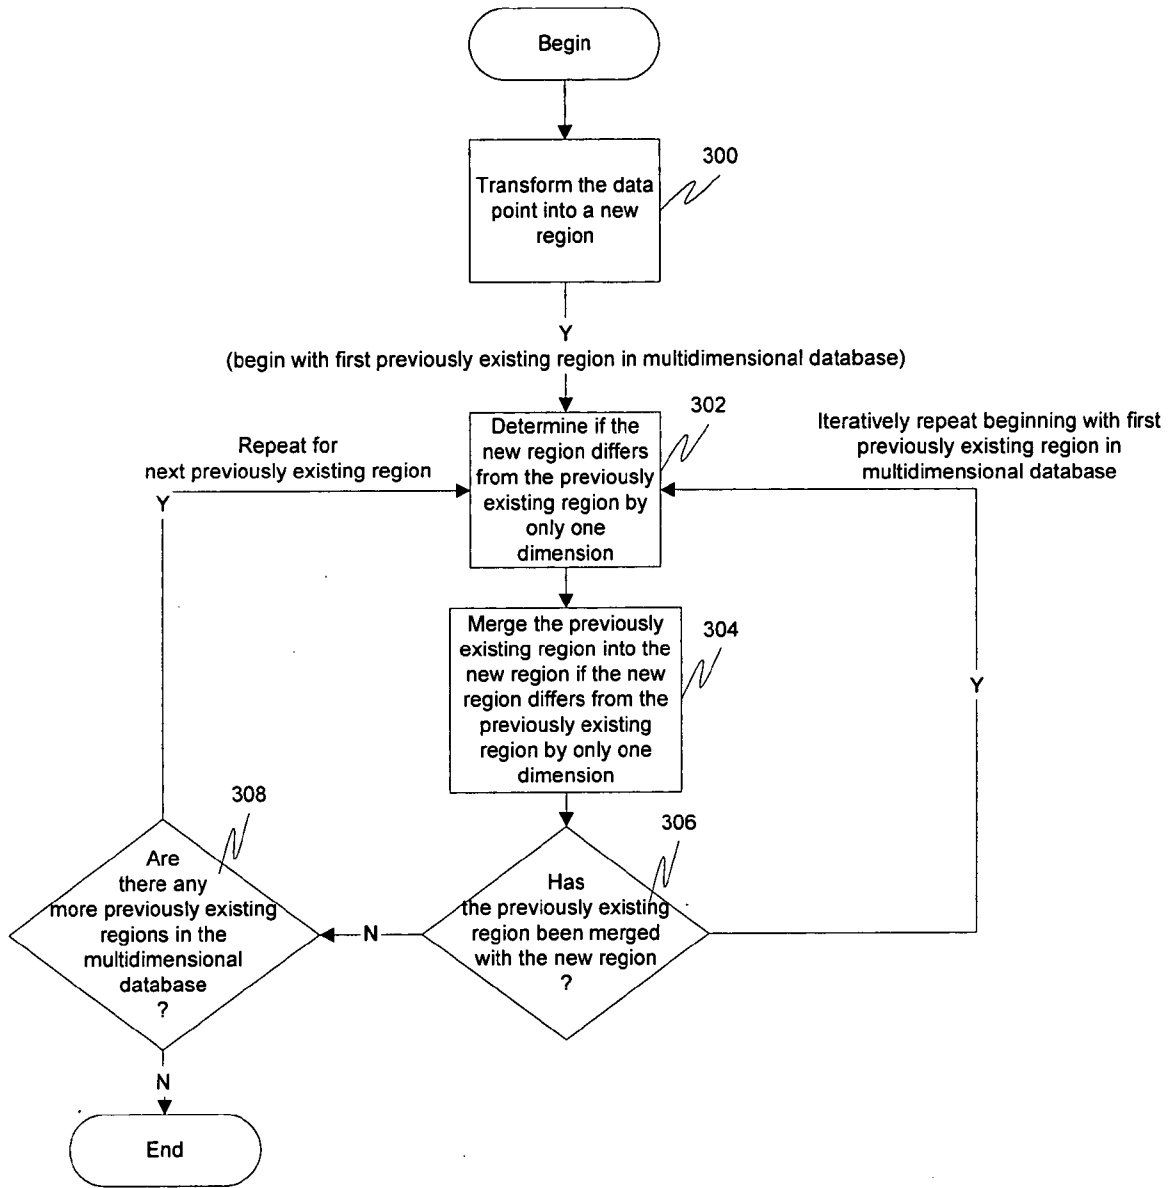 Begin
300
Transform the data
point into a new
region
Y
(begin with first previously existing region in multidimensional database)
302
Determine if the
new region differs
from the previously
existing region by
only one
dimension
Repeat for
next previously existing region
Y
Iteratively repeat beginning with first
previously existing region in
multidimensional database
Y
304
Merge the previously
existing region into the
new region if the new
region differs from the
previously existing
region by only one
dimension
306
Has
the previously existing
region been merged
with the new region
?
N
308
Are
there any
more previously existing
regions in the
multidimensional
database
?
N
End